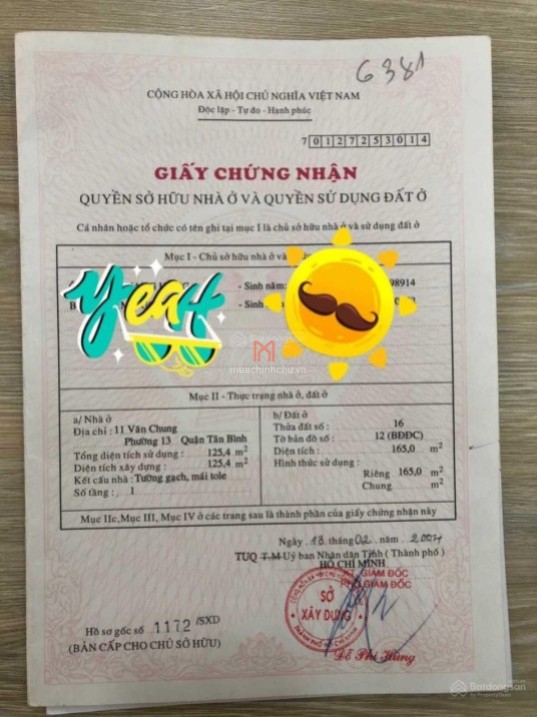 6381
CỘNG HÒA XÃ HỘI CHỦ NGHĨA VIỆT NAM
Độc lập - Tự do - Hạnh phúc
7 0 1 2 7 2 5 3 0 1 4
GIẤY CHỨNG NHẬN
QUYỀN SỞ HỮU NHÀ Ở VÀ QUYỀN SỬ DỤNG ĐẤT Ở
Cá nhân hoặc tổ chức có tên ghi tại mục I là chủ sở hữu nhà ở và sử dụng đất ở
Mục I - Chủ sở hữu nhà ở và
- Sinh năm: 98914
- Sinh
yeah
muachinhchu.vn
Mục II - Thực trạng nhà ở, đất ở
a/ Nhà ở
Địa chỉ : 11 Văn Chung
Phường 13 Quận Tân Bình
Tổng diện tích sử dụng : 125,4 m2
Diện tích xây dựng : 125,4 m2
Kết cấu nhà : Tường gạch, mái tole
Số tầng : 1
b/ Đất ở
Thửa đất số : 16
Tờ bản đồ số : 12 (BĐĐC)
Diện tích : 165,0 m2
Hình thức sử dụng :
Riêng 165,0 m2
Chung m2
Mục IIc, Mục III, Mục IV ở các trang sau là thành phần của giấy chứng nhận này
Ngày 18 tháng 02 năm 2004
TUQ T.M Uỷ ban Nhân dân Tỉnh ( Thành phố )
HỒ CHÍ MINH
GIÁM ĐỐC
GIÁM ĐỐC
SỞ
XÂY DỰNG
Hồ sơ gốc số 1172/SXD
(BẢN CẤP CHO CHỦ SỞ HỮU)
Đỗ Phi Hùng
Batdongsan
by PropertyGuru